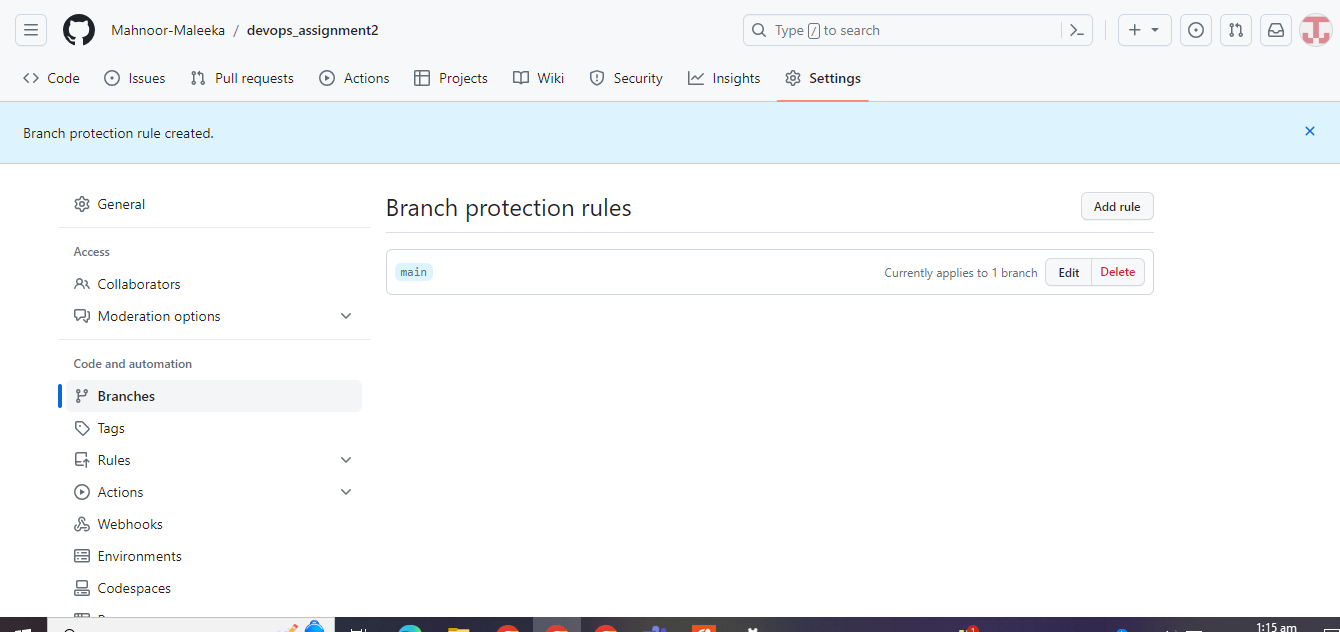 Mahnoor-Maleeka / devops_assignment2
Type / to search
Code Issues Pull requests Actions Projects Wiki Security Insights Settings
Branch protection rule created.
General
Access
Collaborators
Moderation options
Code and automation
Branches
Tags
Rules
Actions
Webhooks
Environments
Codespaces
Branch protection rules
Add rule
main
Currently applies to 1 branch
Edit
Delete
1
1:15 am